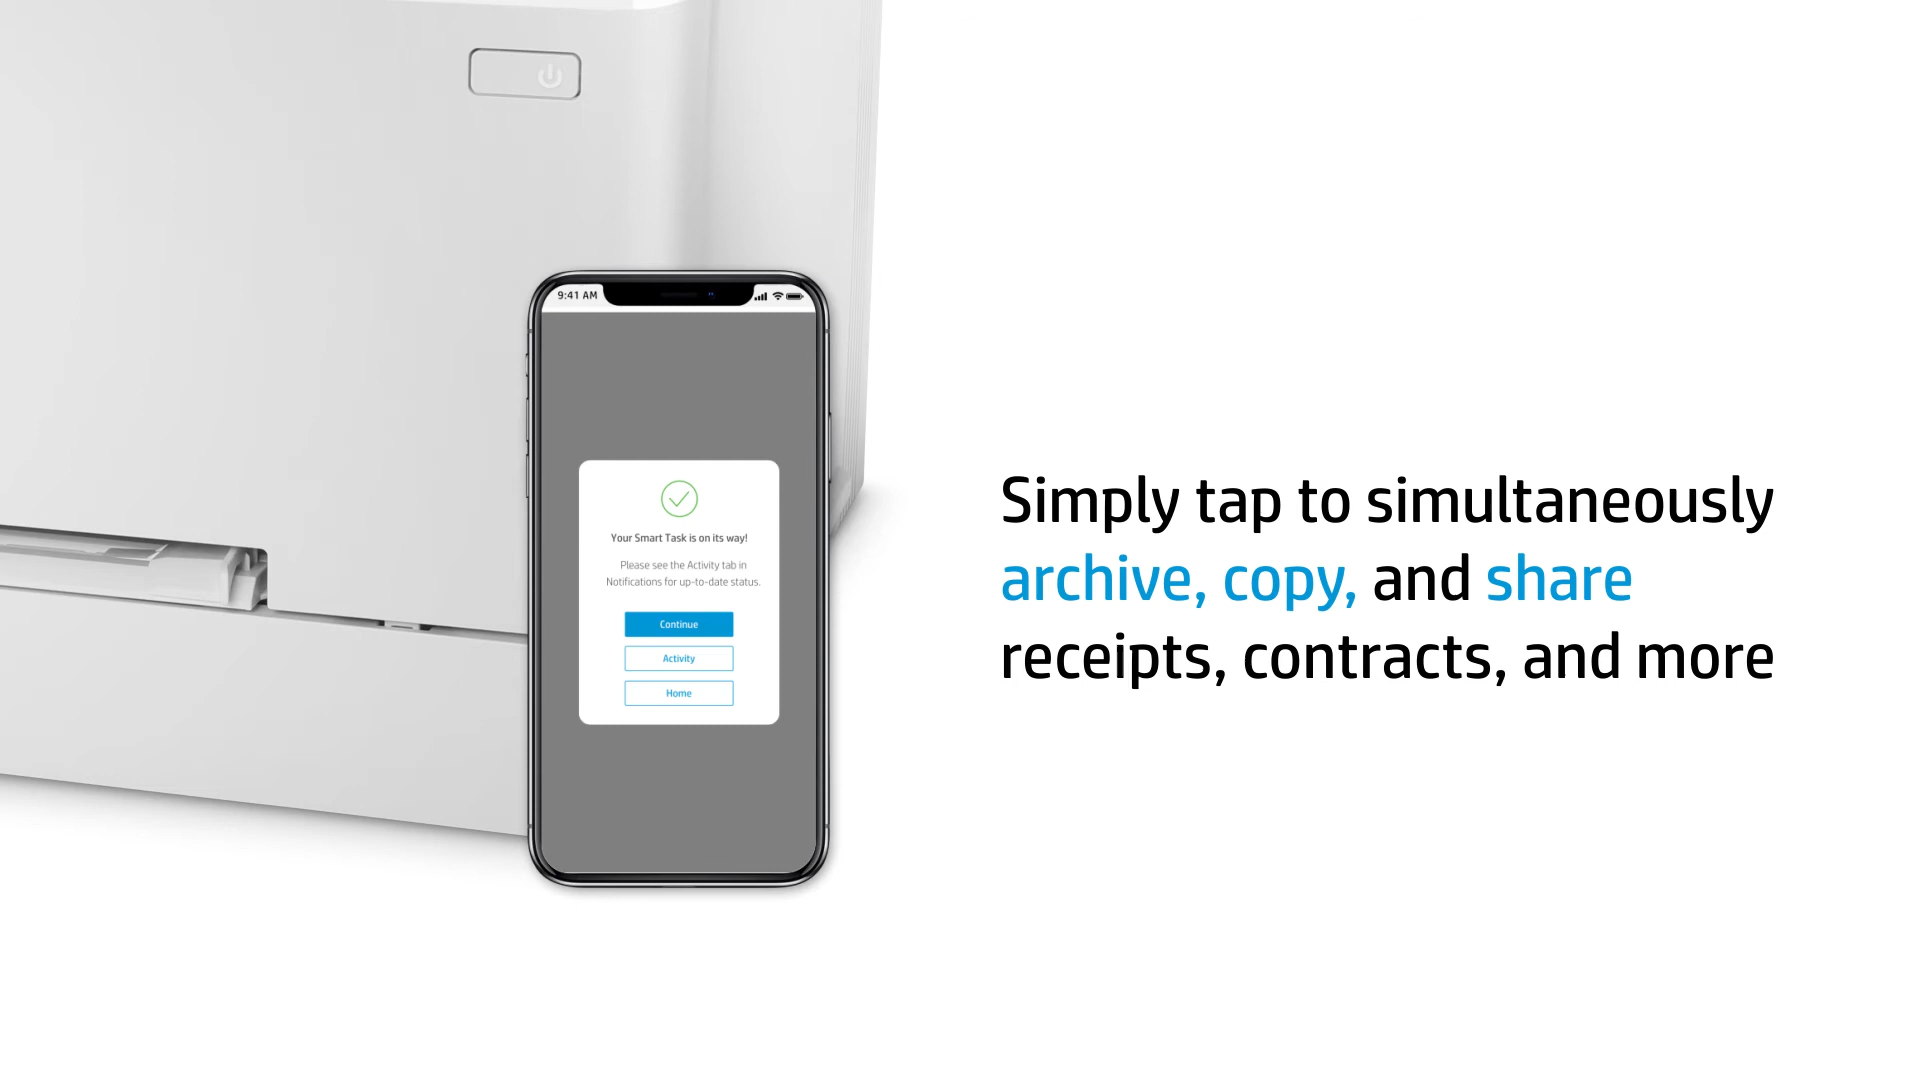 9:41 AM
Your Smart Task is on its way!
Please see the Activity tab in
Notifications for up-to-date status.
Continue
Activity
Home
Simply tap to simultaneously
archive, copy, and share
receipts, contracts, and more